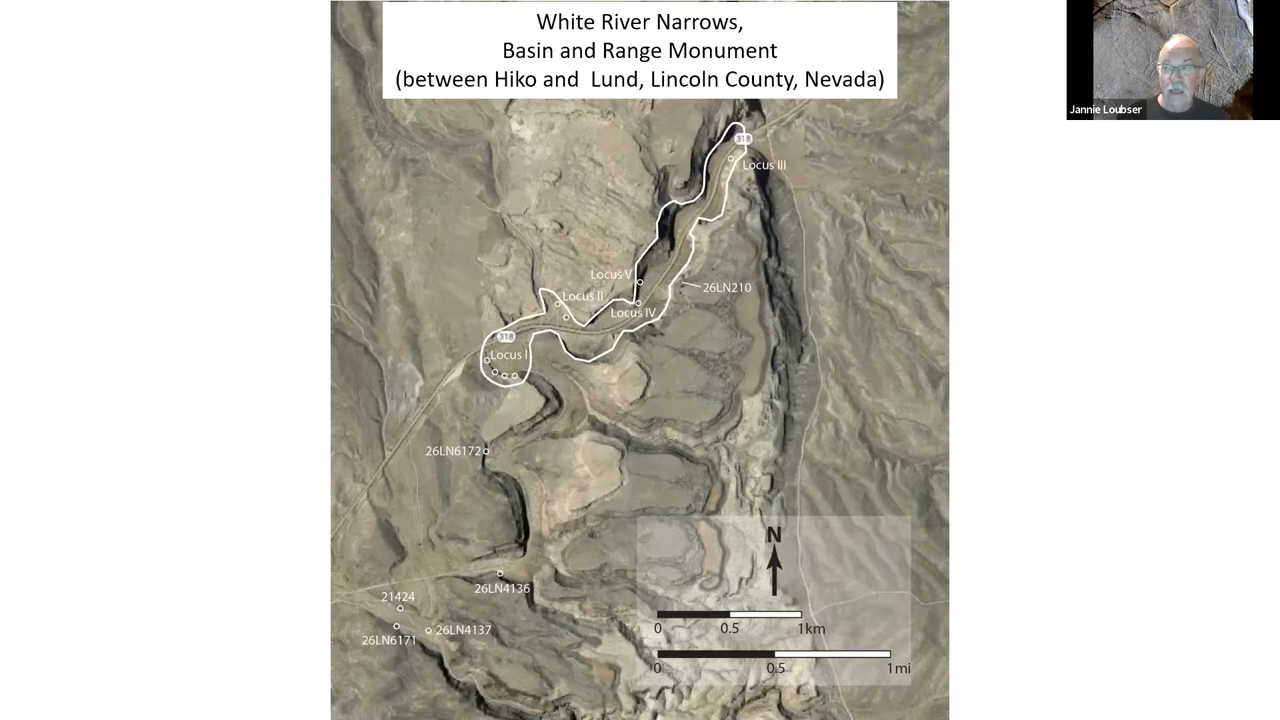 White River Narrows,
Basin and Range Monument
(between Hiko and Lund, Lincoln County, Nevada)
Jannie Loubser
318
Locus III
Locus V
Locus II
26LN210
Locus IV
318
Locus I
26LN6172
N
26LN4136
21424
26LN6171
26LN4137
0 0.5 1km
0 0.5 1mi